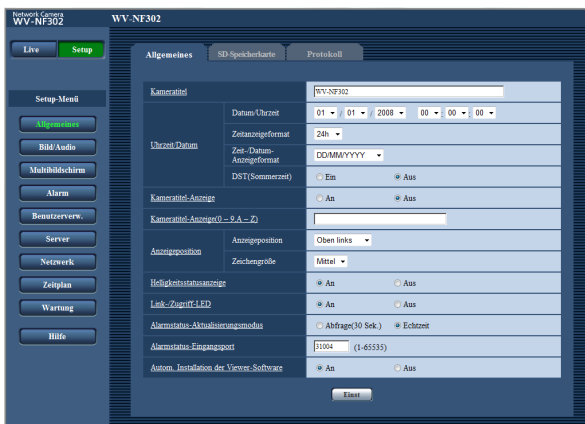 Network Camera
WV-NF302
WV-NF302
Live Setup
Allgemeines SD-Speicherkarte Protokoll
Setup-Menü
Allgemeines
Bild/Audio
Multibildschirm
Alarm
Benutzerverw.
Server
Netzwerk
Zeitplan
Wartung
Hilfe
Kameratitel WV-NF302
Uhrzeit/Datum
Datum/Uhrzeit 01 / 01 / 2008 00 : 00 : 00
Zeitanzeigeformat 24h
Zeit-/Datum-
Anzeigeformat DD/MM/YYYY
DST(Sommerzeit) Ein Aus
Kameratitel-Anzeige An Aus
Kameratitel-Anzeige(0 – 9,A – Z)
Anzeigeposition
Anzeigeposition Oben links
Zeichengröße Mittel
Helligkeitsstatusanzeige An Aus
Link-/Zugriff-LED An Aus
Alarmstatus-Aktualisierungsmodus Abfrage(30 Sek.) Echtzeit
Alarmstatus-Eingangsport 31004 (1-65535)
Autom. Installation der Viewer-Software An Aus
Einst